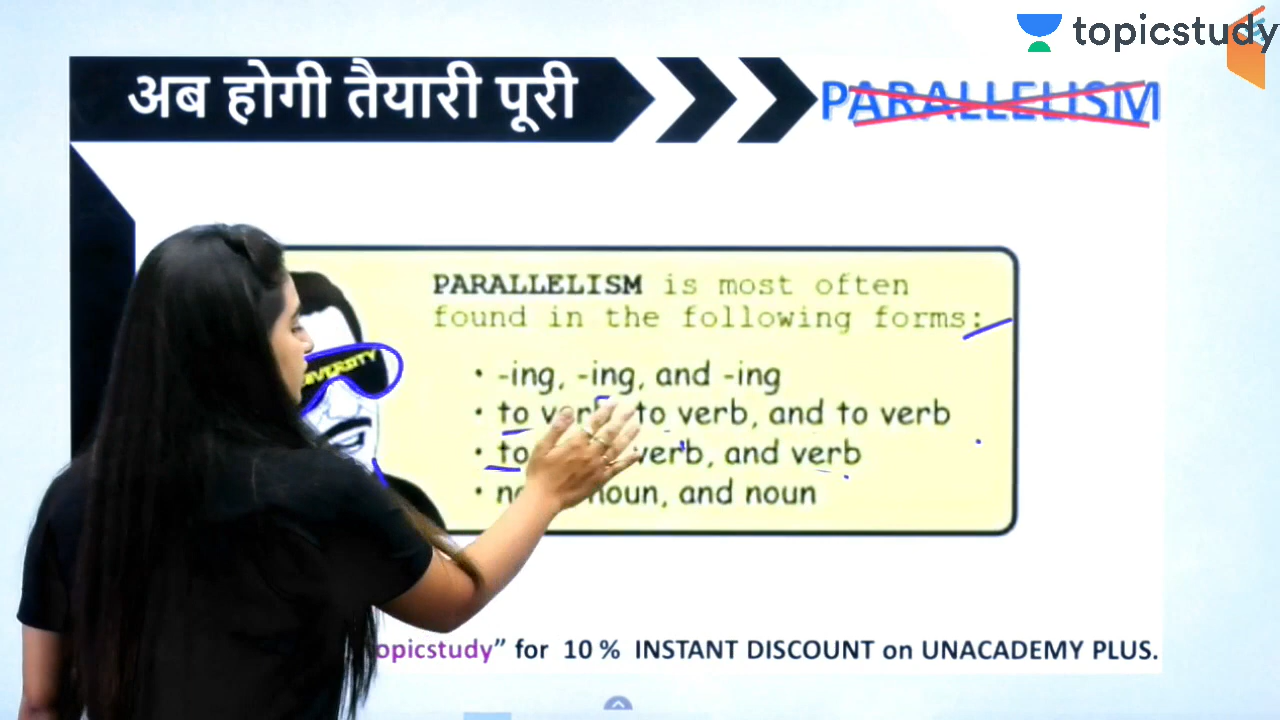 topicstudy
अब होगी तैयारी पूरी
PARALLELISM
PARALLELISM is most often
found in the following forms:
• -ing, -ing, and -ing
• to verb, to verb, and to verb
• to verb, and verb
• noun, and noun
opicstudy” for 10 % INSTANT DISCOUNT on UNACADEMY PLUS.